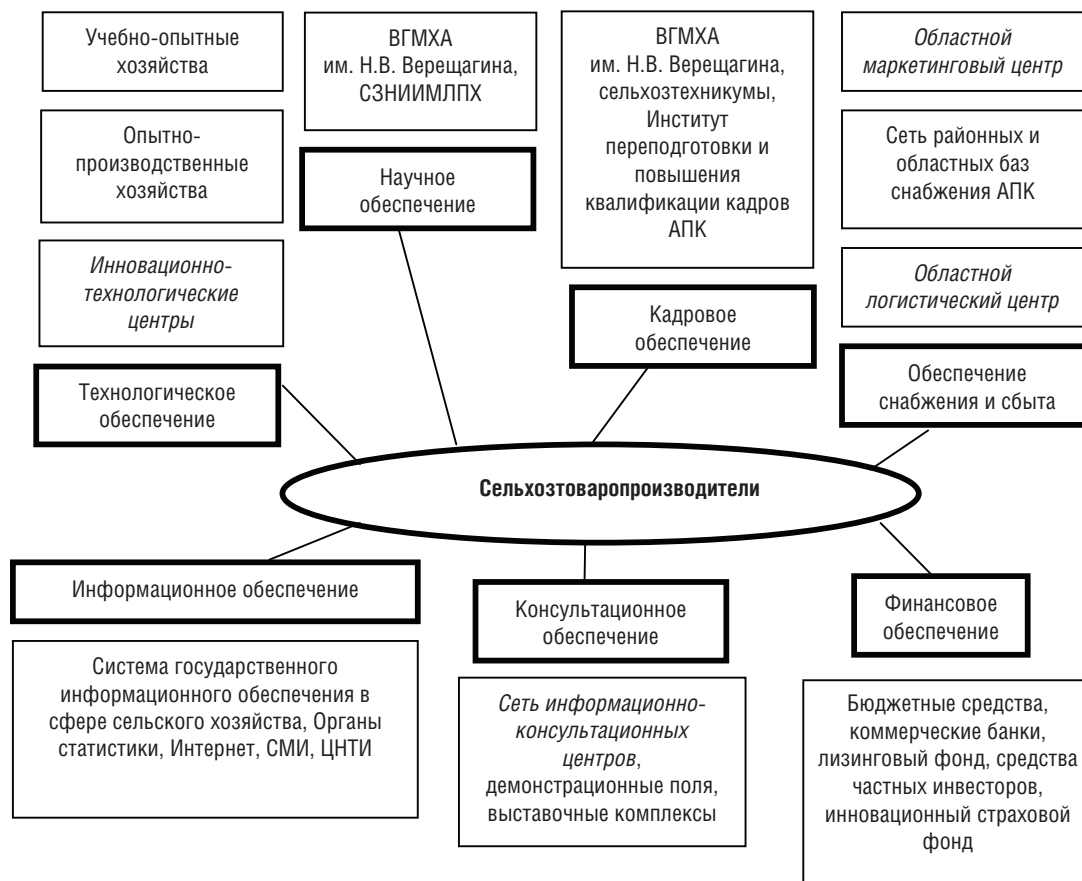 Учебно-опытные
хозяйства
Опытно-
производственные
хозяйства
Инновационно-
технологические
центры
Технологическое
обеспечение
ВГМХА
им. Н.В. Верещагина,
СЗНИИМЛПХ
Научное
обеспечение
ВГМХА
им. Н.В. Верещагина,
сельхозтехникумы,
Институт
переподготовки и
повышения
квалификации кадров
АПК
Кадровое
обеспечение
Областной
маркетинговый центр
Сеть районных и
областных баз
снабжения АПК
Областной
логистический центр
Обеспечение
снабжения и сбыта
Сельхозтоваропроизводители
Информационное обеспечение
Система государственного
информационного обеспечения в
сфере сельского хозяйства, Органы
статистики, Интернет, СМИ, ЦНТИ
Консультационное
обеспечение
Сеть информационно-
консультационных
центров,
демонстрационные поля,
выставочные комплексы
Финансовое
обеспечение
Бюджетные средства,
коммерческие банки,
лизинговый фонд, средства
частных инвесторов,
инновационный страховой
фонд